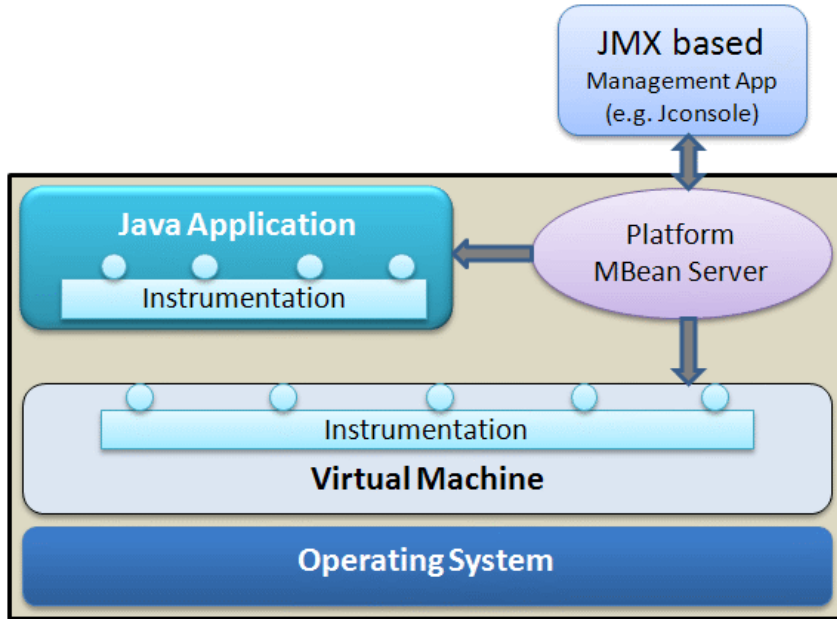 JMX based
Management App
(e.g. Jconsole)
Java Application
Instrumentation
Platform
MBean Server
Instrumentation
Virtual Machine
Operating System